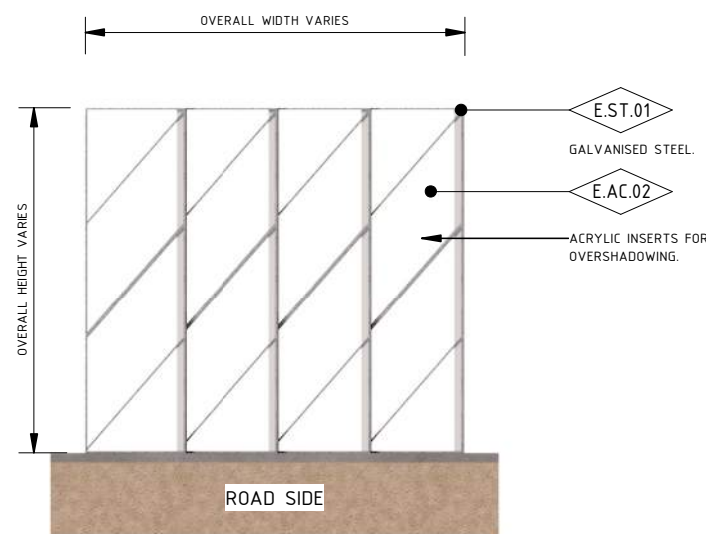 OVERALL WIDTH VARIES
E.ST.01
GALVANISED STEEL.
E.AC.02
OVERALL HEIGHT VARIES
ACRYLIC INSERTS FOR
OVERSHADOWING.
ROAD SIDE